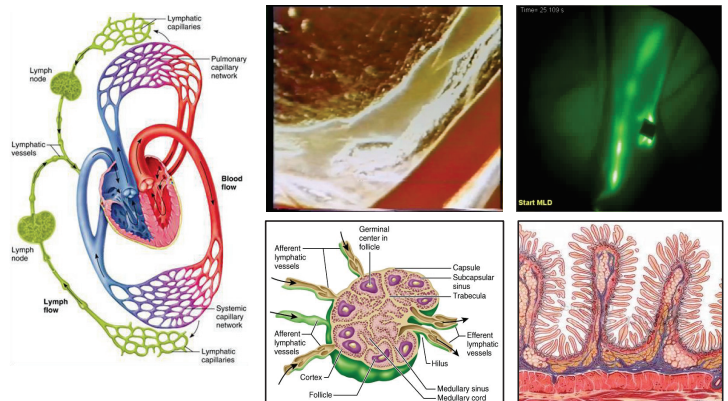 Lymphatic
capillaries
Pulmonary
capillary
network
Lymph
node
Lymphatic
vessels
Blood
flow
Lymph
node
Lymph
flow
Systemic
capillary
network
Lymphatic
capillaries
Time= 25.109 s
Start MLD
Germinal
center in
follicle
Afferent
lymphatic
vessels
Capsule
Subcapsular
sinus
Trabecula
Afferent
lymphatic
vessels
Efferent
lymphatic
vessels
Hilus
Cortex
Follicle
Medullary sinus
Medullary cord